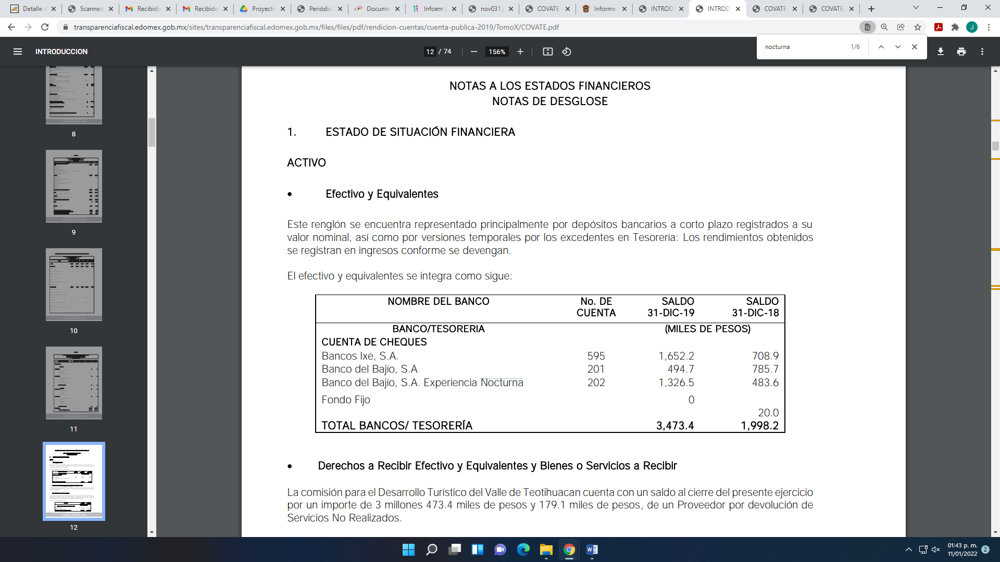 Detalle d
Scanned
Recibido
Recibido
Proyecto
Periódic
Docume
Infoem
nov031.
COVATE
Informe
INTROD
INTROD
COVATE
COVATE
transparenciafiscal.edomex.gob.mx/sites/transparenciafiscal.edomex.gob.mx/files/files/pdf/rendicion-cuentas/cuenta-publica-2019/TomoX/COVATE.pdf
J
INTRODUCCION
12 / 74
156%
nocturna 1/6
8
9
10
11
12
NOTAS A LOS ESTADOS FINANCIEROS
NOTAS DE DESGLOSE
1. ESTADO DE SITUACIÓN FINANCIERA
ACTIVO
• Efectivo y Equivalentes
Este renglón se encuentra representado principalmente por depósitos bancarios a corto plazo registrados a su
valor nominal, así como por versiones temporales por los excedentes en Tesorería: Los rendimientos obtenidos
se registran en ingresos conforme se devengan.
El efectivo y equivalentes se integra como sigue:
NOMBRE DEL BANCO No. DE SALDO SALDO
CUENTA 31-DIC-19 31-DIC-18
BANCO/TESORERIA (MILES DE PESOS)
CUENTA DE CHEQUES
Bancos Ixe, S.A. 595 1,652.2 708.9
Banco del Bajío, S.A 201 494.7 785.7
Banco del Bajío, S.A. Experiencia Nocturna 202 1,326.5 483.6
Fondo Fijo 0
20.0
TOTAL BANCOS/ TESORERÍA 3,473.4 1,998.2
• Derechos a Recibir Efectivo y Equivalentes y Bienes o Servicios a Recibir
La comisión para el Desarrollo Turístico del Valle de Teotihuacan cuenta con un saldo al cierre del presente ejercicio
por un importe de 3 millones 473.4 miles de pesos y 179.1 miles de pesos, de un Proveedor por devolución de
Servicios No Realizados.
01:43 p. m.
11/01/2022
2